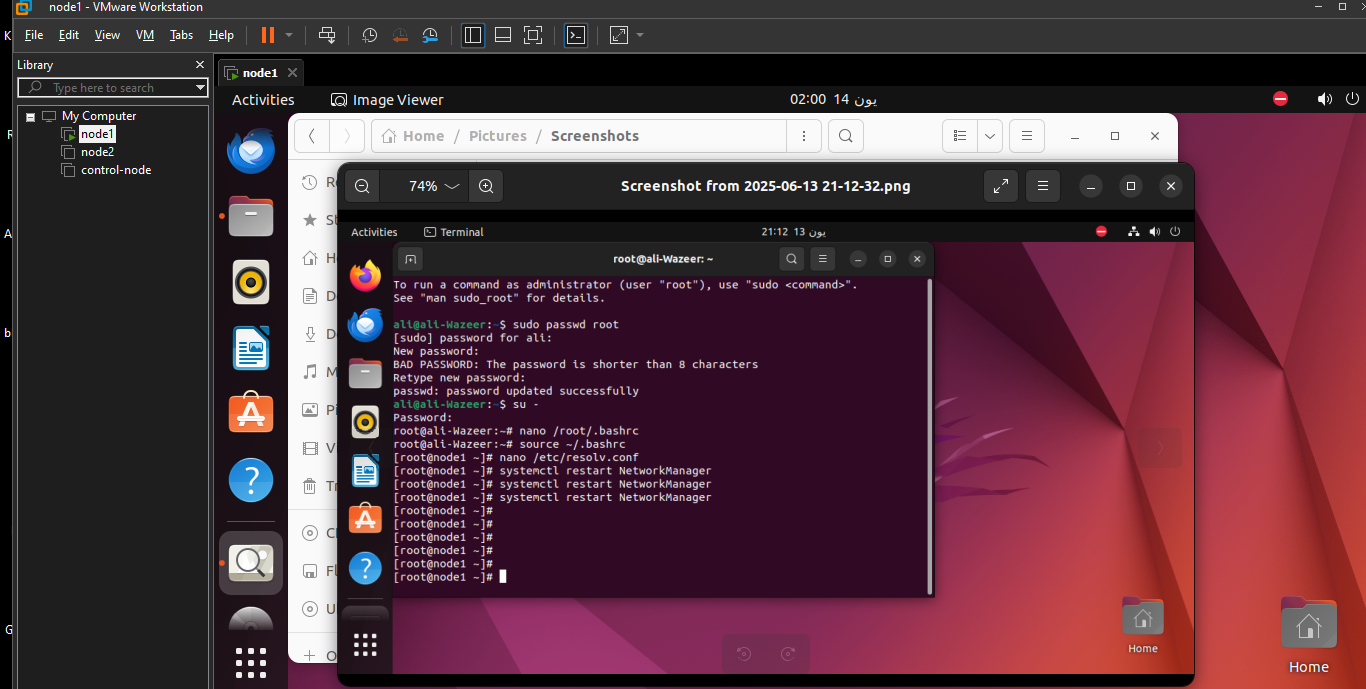 node1 - VMware Workstation
File Edit View VM Tabs Help
Library
Type here to search
My Computer
node1
node2
control-node
node1
Activities
Image Viewer
02:00 14 يون
Home / Pictures / Screenshots
74%
Screenshot from 2025-06-13 21-12-32.png
Activities
Terminal
21:12 13 يون
root@ali-Wazeer: ~
To run a command as administrator (user "root"), use "sudo <command>".
See "man sudo_root" for details.
ali@ali-Wazeer:~$ sudo passwd root
[sudo] password for ali:
New password:
BAD PASSWORD: The password is shorter than 8 characters
Retype new password:
passwd: password updated successfully
ali@ali-Wazeer:~$ su -
Password:
root@ali-Wazeer:~# nano /root/.bashrc
root@ali-Wazeer:~# source ~/.bashrc
[root@node1 ~]# nano /etc/resolv.conf
[root@node1 ~]# systemctl restart NetworkManager
[root@node1 ~]# systemctl restart NetworkManager
[root@node1 ~]# systemctl restart NetworkManager
[root@node1 ~]#
[root@node1 ~]#
[root@node1 ~]#
[root@node1 ~]#
[root@node1 ~]#
[root@node1 ~]#
Home
Home